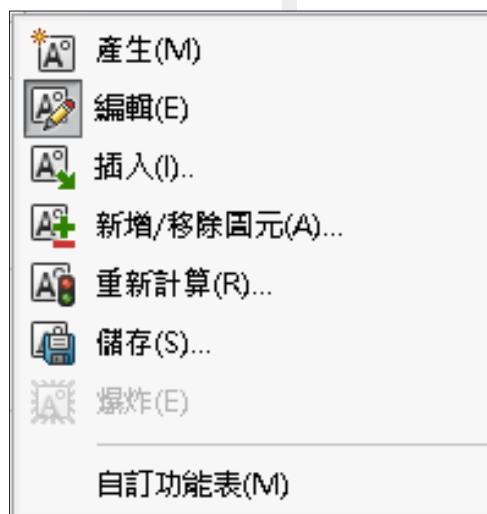 產生(M)
編輯(E)
插入(I)..
新增/移除圖元(A)...
重新計算(R)...
儲存(S)...
爆炸(E)
自訂功能表(M)